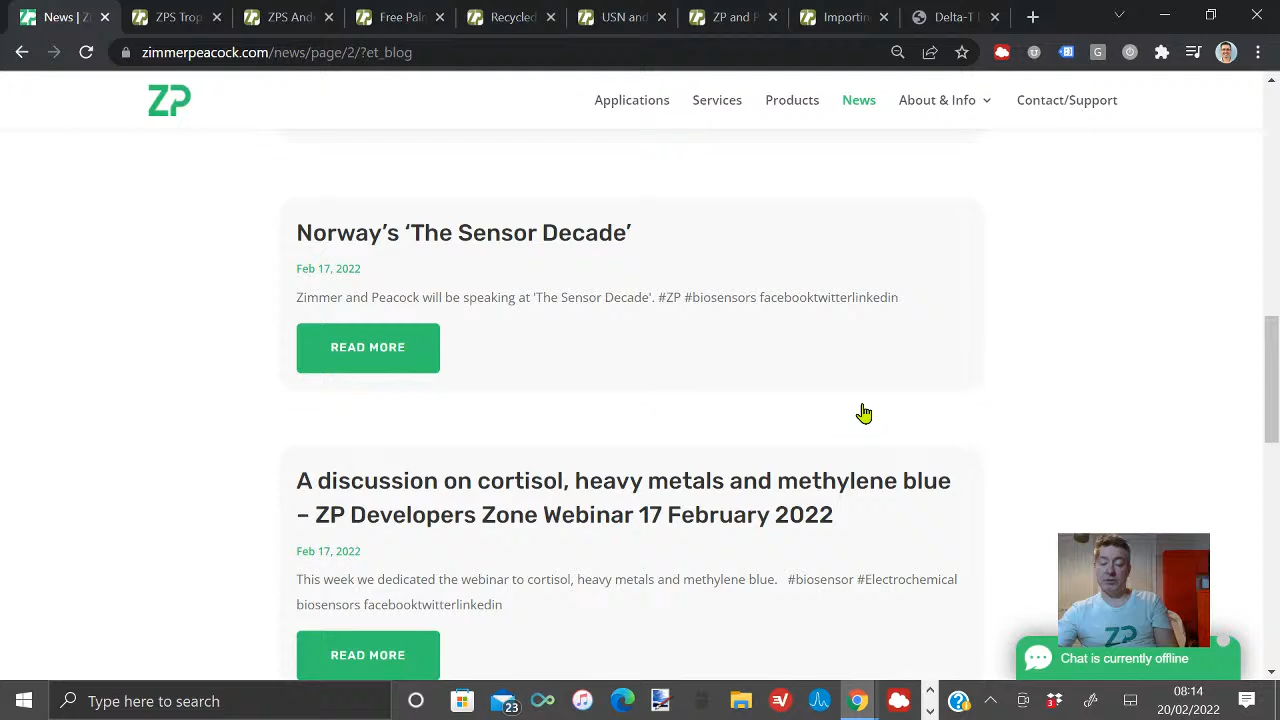 News | Z
ZPS Trop
ZPS And
Free Paln
Recycled
USN and
ZP and P
Importin
Delta-T
zimmerpeacock.com/news/page/2/?et_blog
ZP
Applications
Services
Products
News
About & Info
Contact/Support
Norway's 'The Sensor Decade'
Feb 17, 2022
Zimmer and Peacock will be speaking at 'The Sensor Decade'. #ZP #biosensors facebooktwitterlinkedin
READ MORE
A discussion on cortisol, heavy metals and methylene blue
– ZP Developers Zone Webinar 17 February 2022
Feb 17, 2022
This week we dedicated the webinar to cortisol, heavy metals and methylene blue. #biosensor #Electrochemical
biosensors facebooktwitterlinkedin
READ MORE
ZP
Chat is currently offline
Type here to search
23
3
08:14
20/02/2022